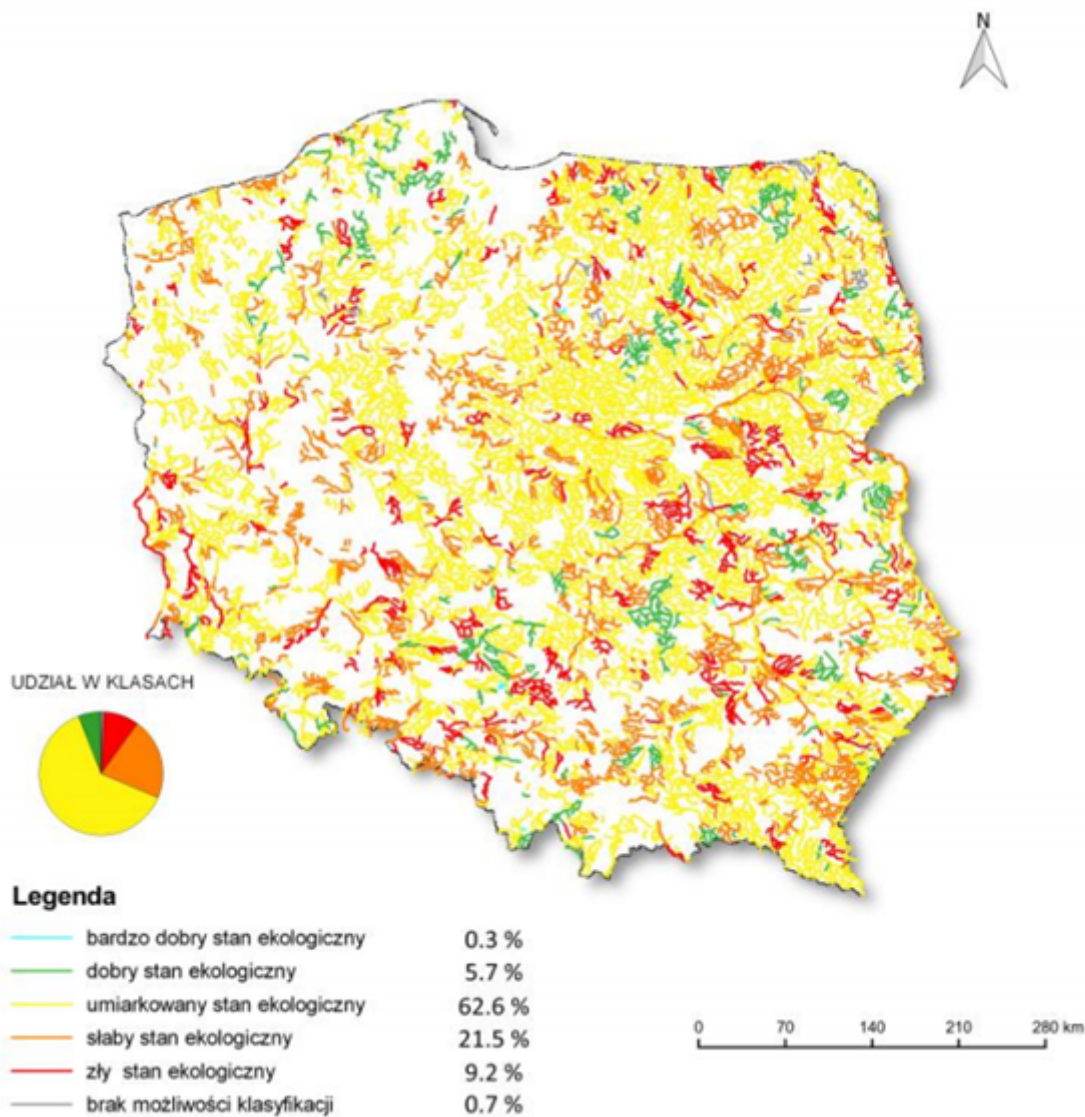 N
UDZIAŁ W KLASACH
Legenda
bardzo dobry stan ekologiczny 0.3 %
dobry stan ekologiczny 5.7 %
umiarkowany stan ekologiczny 62.6 %
słaby stan ekologiczny 21.5 %
zły stan ekologiczny 9.2 %
brak możliwości klasyfikacji 0.7 %
0 70 140 210 280 km